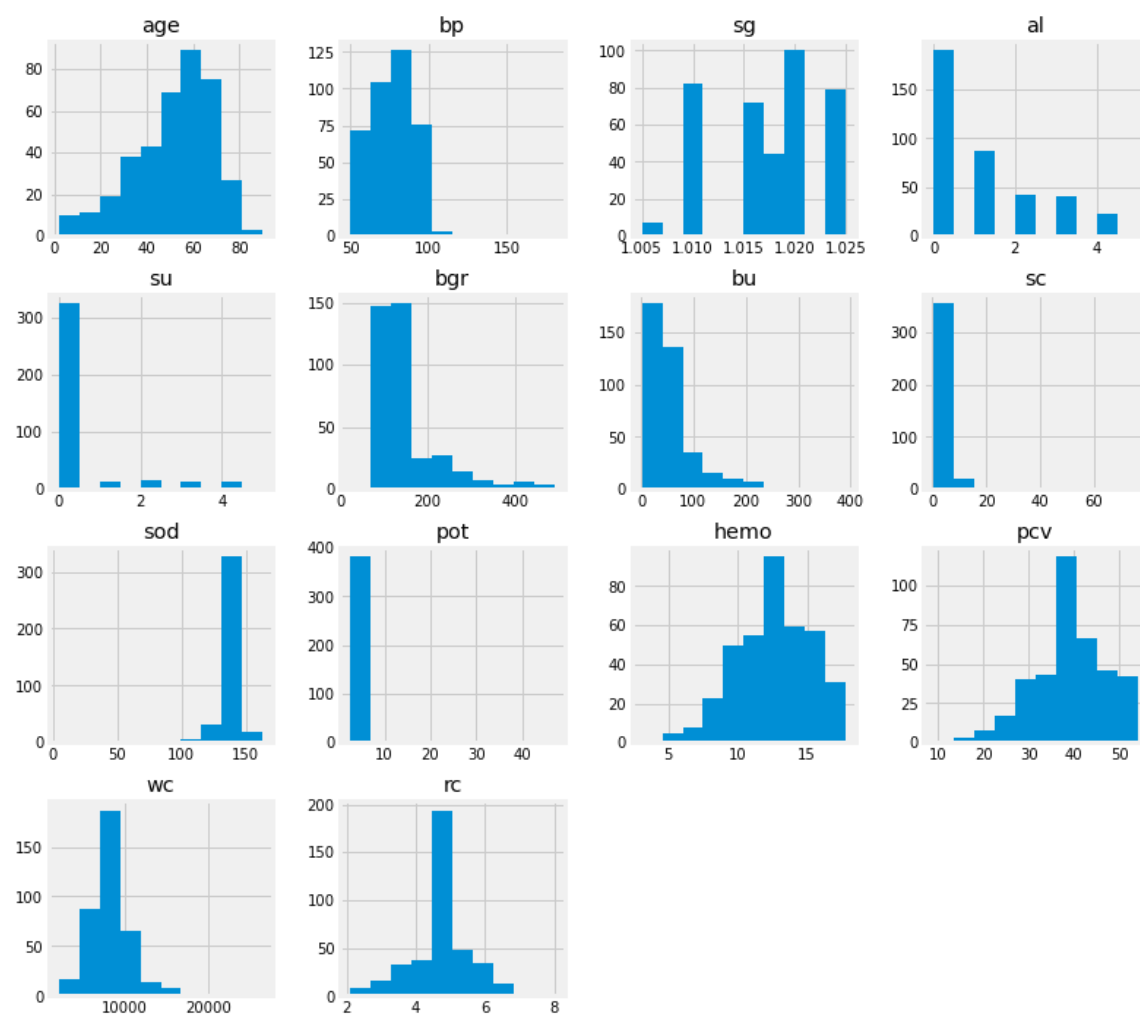 age bp sg al
80 60 40 20 0
0 20 40 60 80
125 100 75 50 25 0
50 100 150
100 80 60 40 20 0
1.005 1.010 1.015 1.020 1.025
150 100 50 0
0 2 4
su bgr bu sc
300 200 100 0
0 2 4
150 100 50 0
0 200 400
150 100 50 0
0 100 200 300 400
300 200 100 0
0 20 40 60
sod pot hemo pcv
300 200 100 0
0 50 100 150
400 300 200 100 0
0 10 20 30 40
80 60 40 20 0
5 10 15
100 75 50 25 0
10 20 30 40 50
wc rc
150 100 50 0
10000 20000
200 150 100 50 0
2 4 6 8